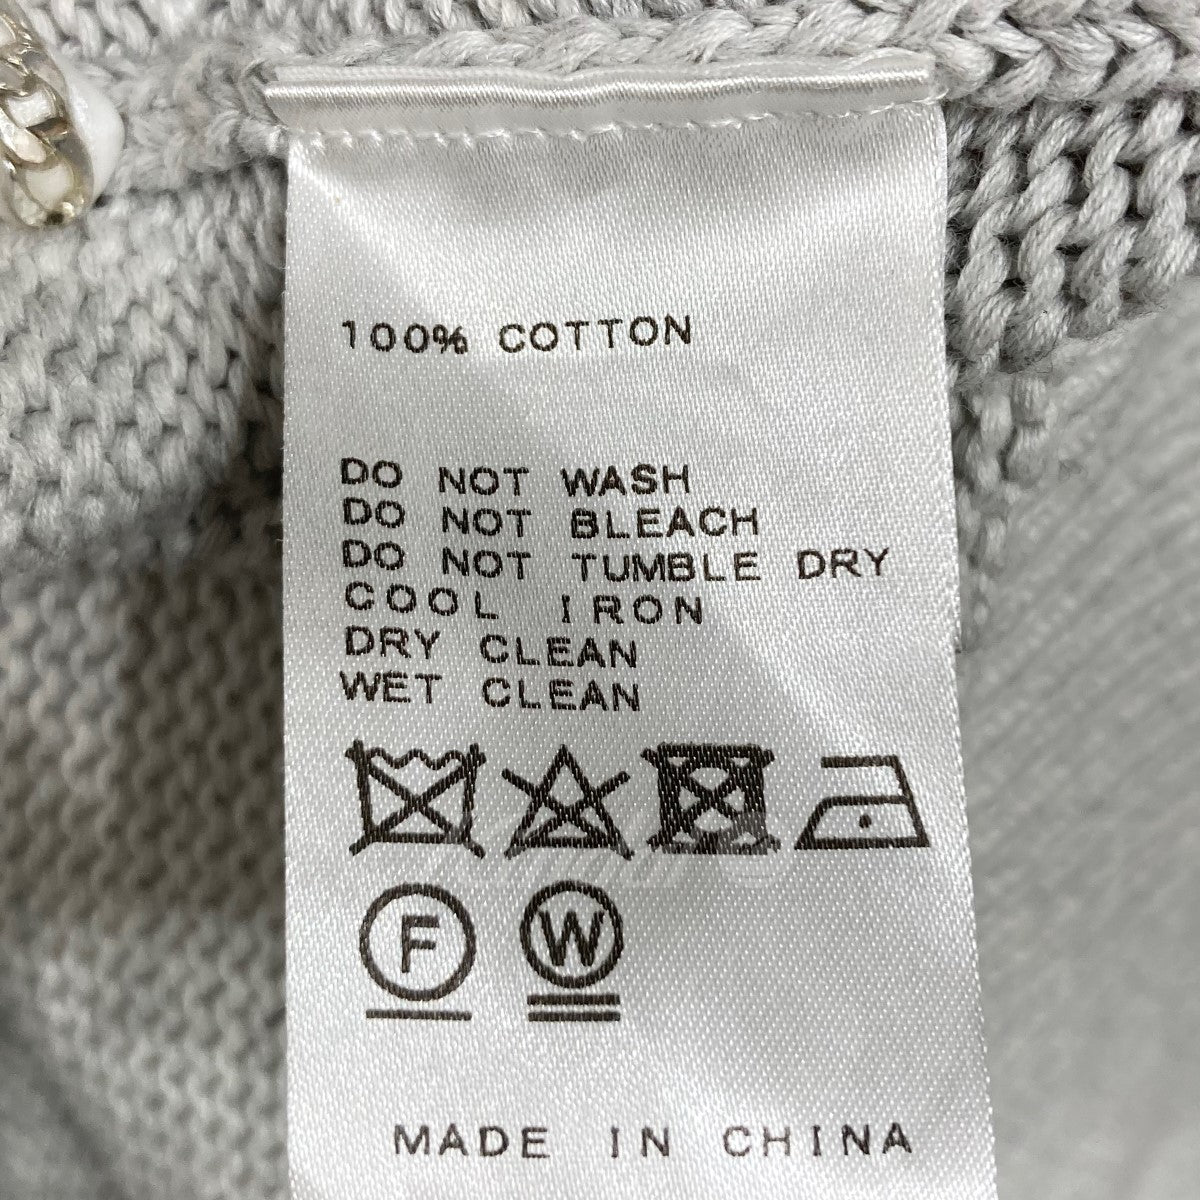 100% COTTON
DO NOT WASH
DO NOT BLEACH
DO NOT TUMBLE DRY
COOL IRON
DRY CLEAN
WET CLEAN
F W
MADE IN CHINA